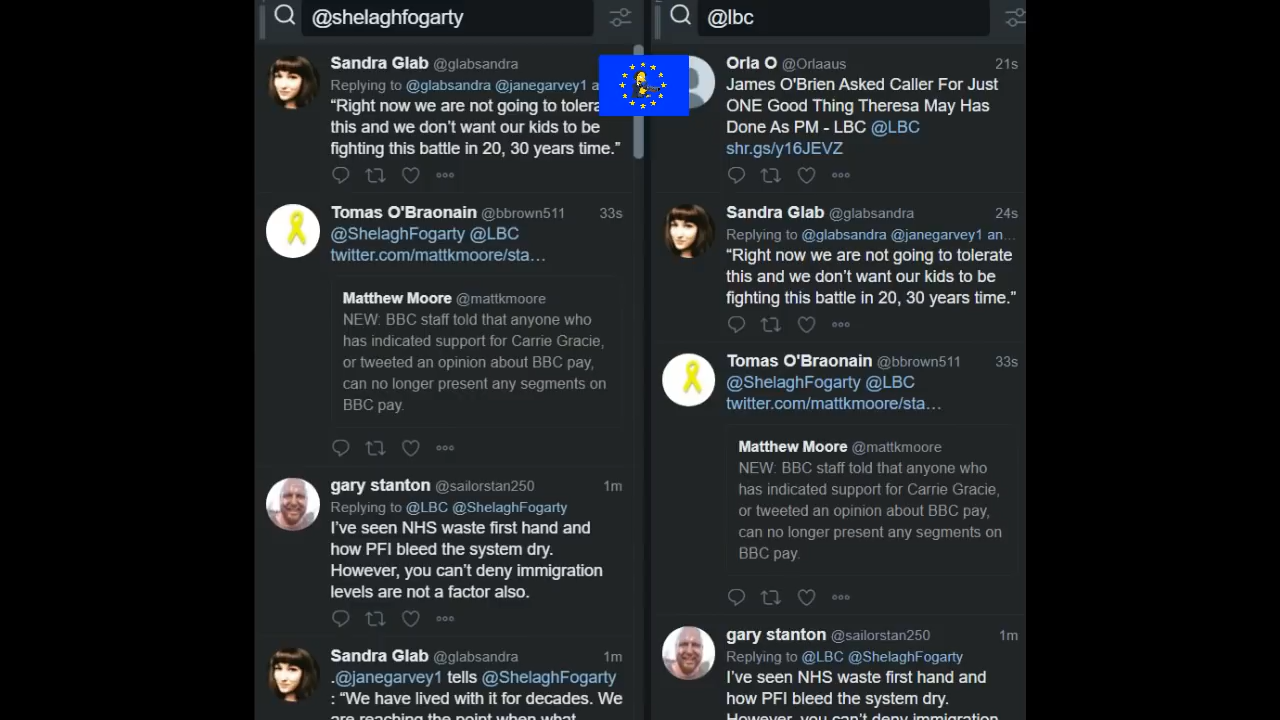 @shelaghfogarty
Sandra Glab @glabsandra
Replying to @glabsandra @janegarvey1 a
“Right now we are not going to tolera
this and we don’t want our kids to be
fighting this battle in 20, 30 years time.”
Tomas O'Braonain @bbrown511 33s
@ShelaghFogarty @LBC
twitter.com/mattkmoore/sta…
Matthew Moore @mattkmoore
NEW: BBC staff told that anyone who
has indicated support for Carrie Gracie,
or tweeted an opinion about BBC pay,
can no longer present any segments on
BBC pay.
gary stanton @sailorstan250 1m
Replying to @LBC @ShelaghFogarty
I’ve seen NHS waste first hand and
how PFI bleed the system dry.
However, you can’t deny immigration
levels are not a factor also.
Sandra Glab @glabsandra 1m
.@janegarvey1 tells @ShelaghFogarty
: “We have lived with it for decades. We
are reaching the point when what
@lbc
Orla O @Orlaaus 21s
James O'Brien Asked Caller For Just
ONE Good Thing Theresa May Has
Done As PM - LBC @LBC
shr.gs/y16JEVZ
Sandra Glab @glabsandra 24s
Replying to @glabsandra @janegarvey1 an…
“Right now we are not going to tolerate
this and we don’t want our kids to be
fighting this battle in 20, 30 years time.”
Tomas O'Braonain @bbrown511 33s
@ShelaghFogarty @LBC
twitter.com/mattkmoore/sta…
Matthew Moore @mattkmoore
NEW: BBC staff told that anyone who
has indicated support for Carrie Gracie,
or tweeted an opinion about BBC pay,
can no longer present any segments on
BBC pay.
gary stanton @sailorstan250 1m
Replying to @LBC @ShelaghFogarty
I’ve seen NHS waste first hand and
how PFI bleed the system dry.
However, you can’t deny immigration